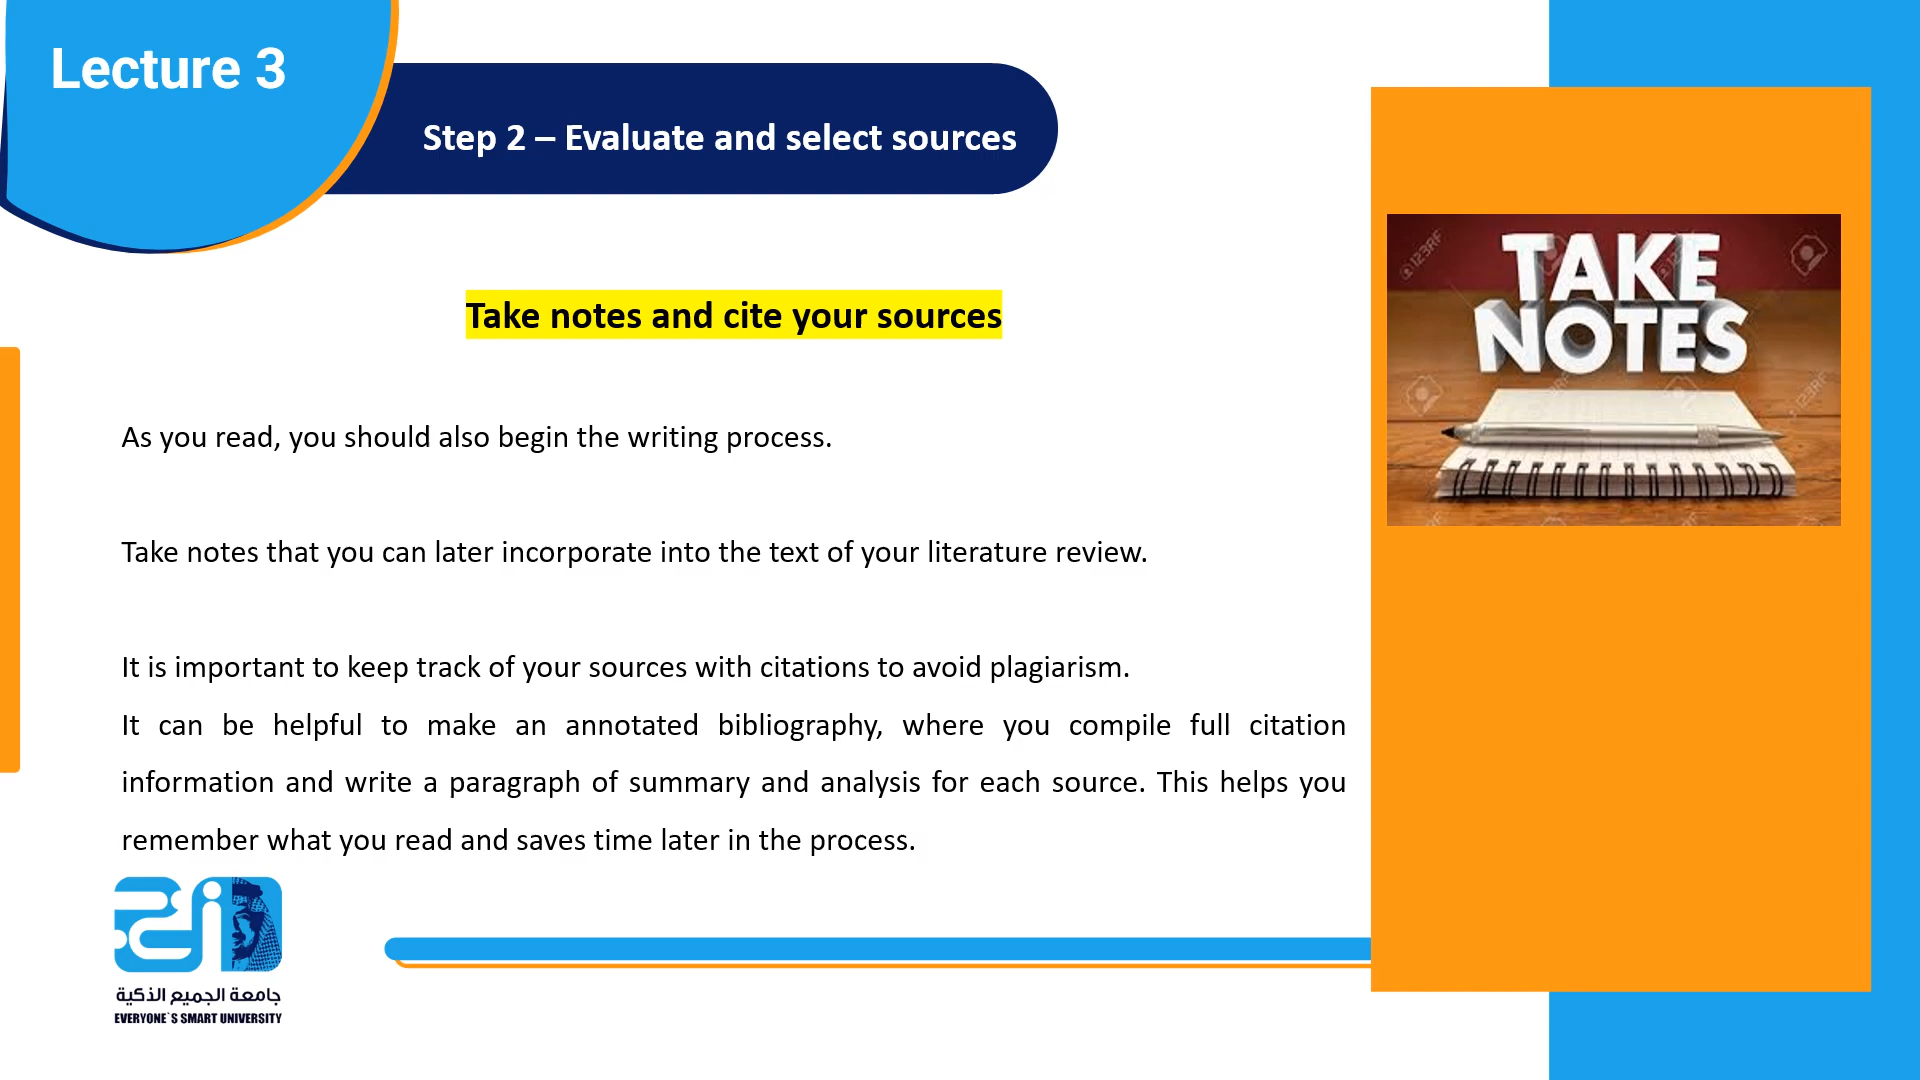 Lecture 3
Step 2 – Evaluate and select sources
Take notes and cite your sources
TAKE
NOTES
123RF
As you read, you should also begin the writing process.
Take notes that you can later incorporate into the text of your literature review.
It is important to keep track of your sources with citations to avoid plagiarism.
It can be helpful to make an annotated bibliography, where you compile full citation
information and write a paragraph of summary and analysis for each source. This helps you
remember what you read and saves time later in the process.
جامعة الجميع الذكية
EVERYONE`S SMART UNIVERSITY